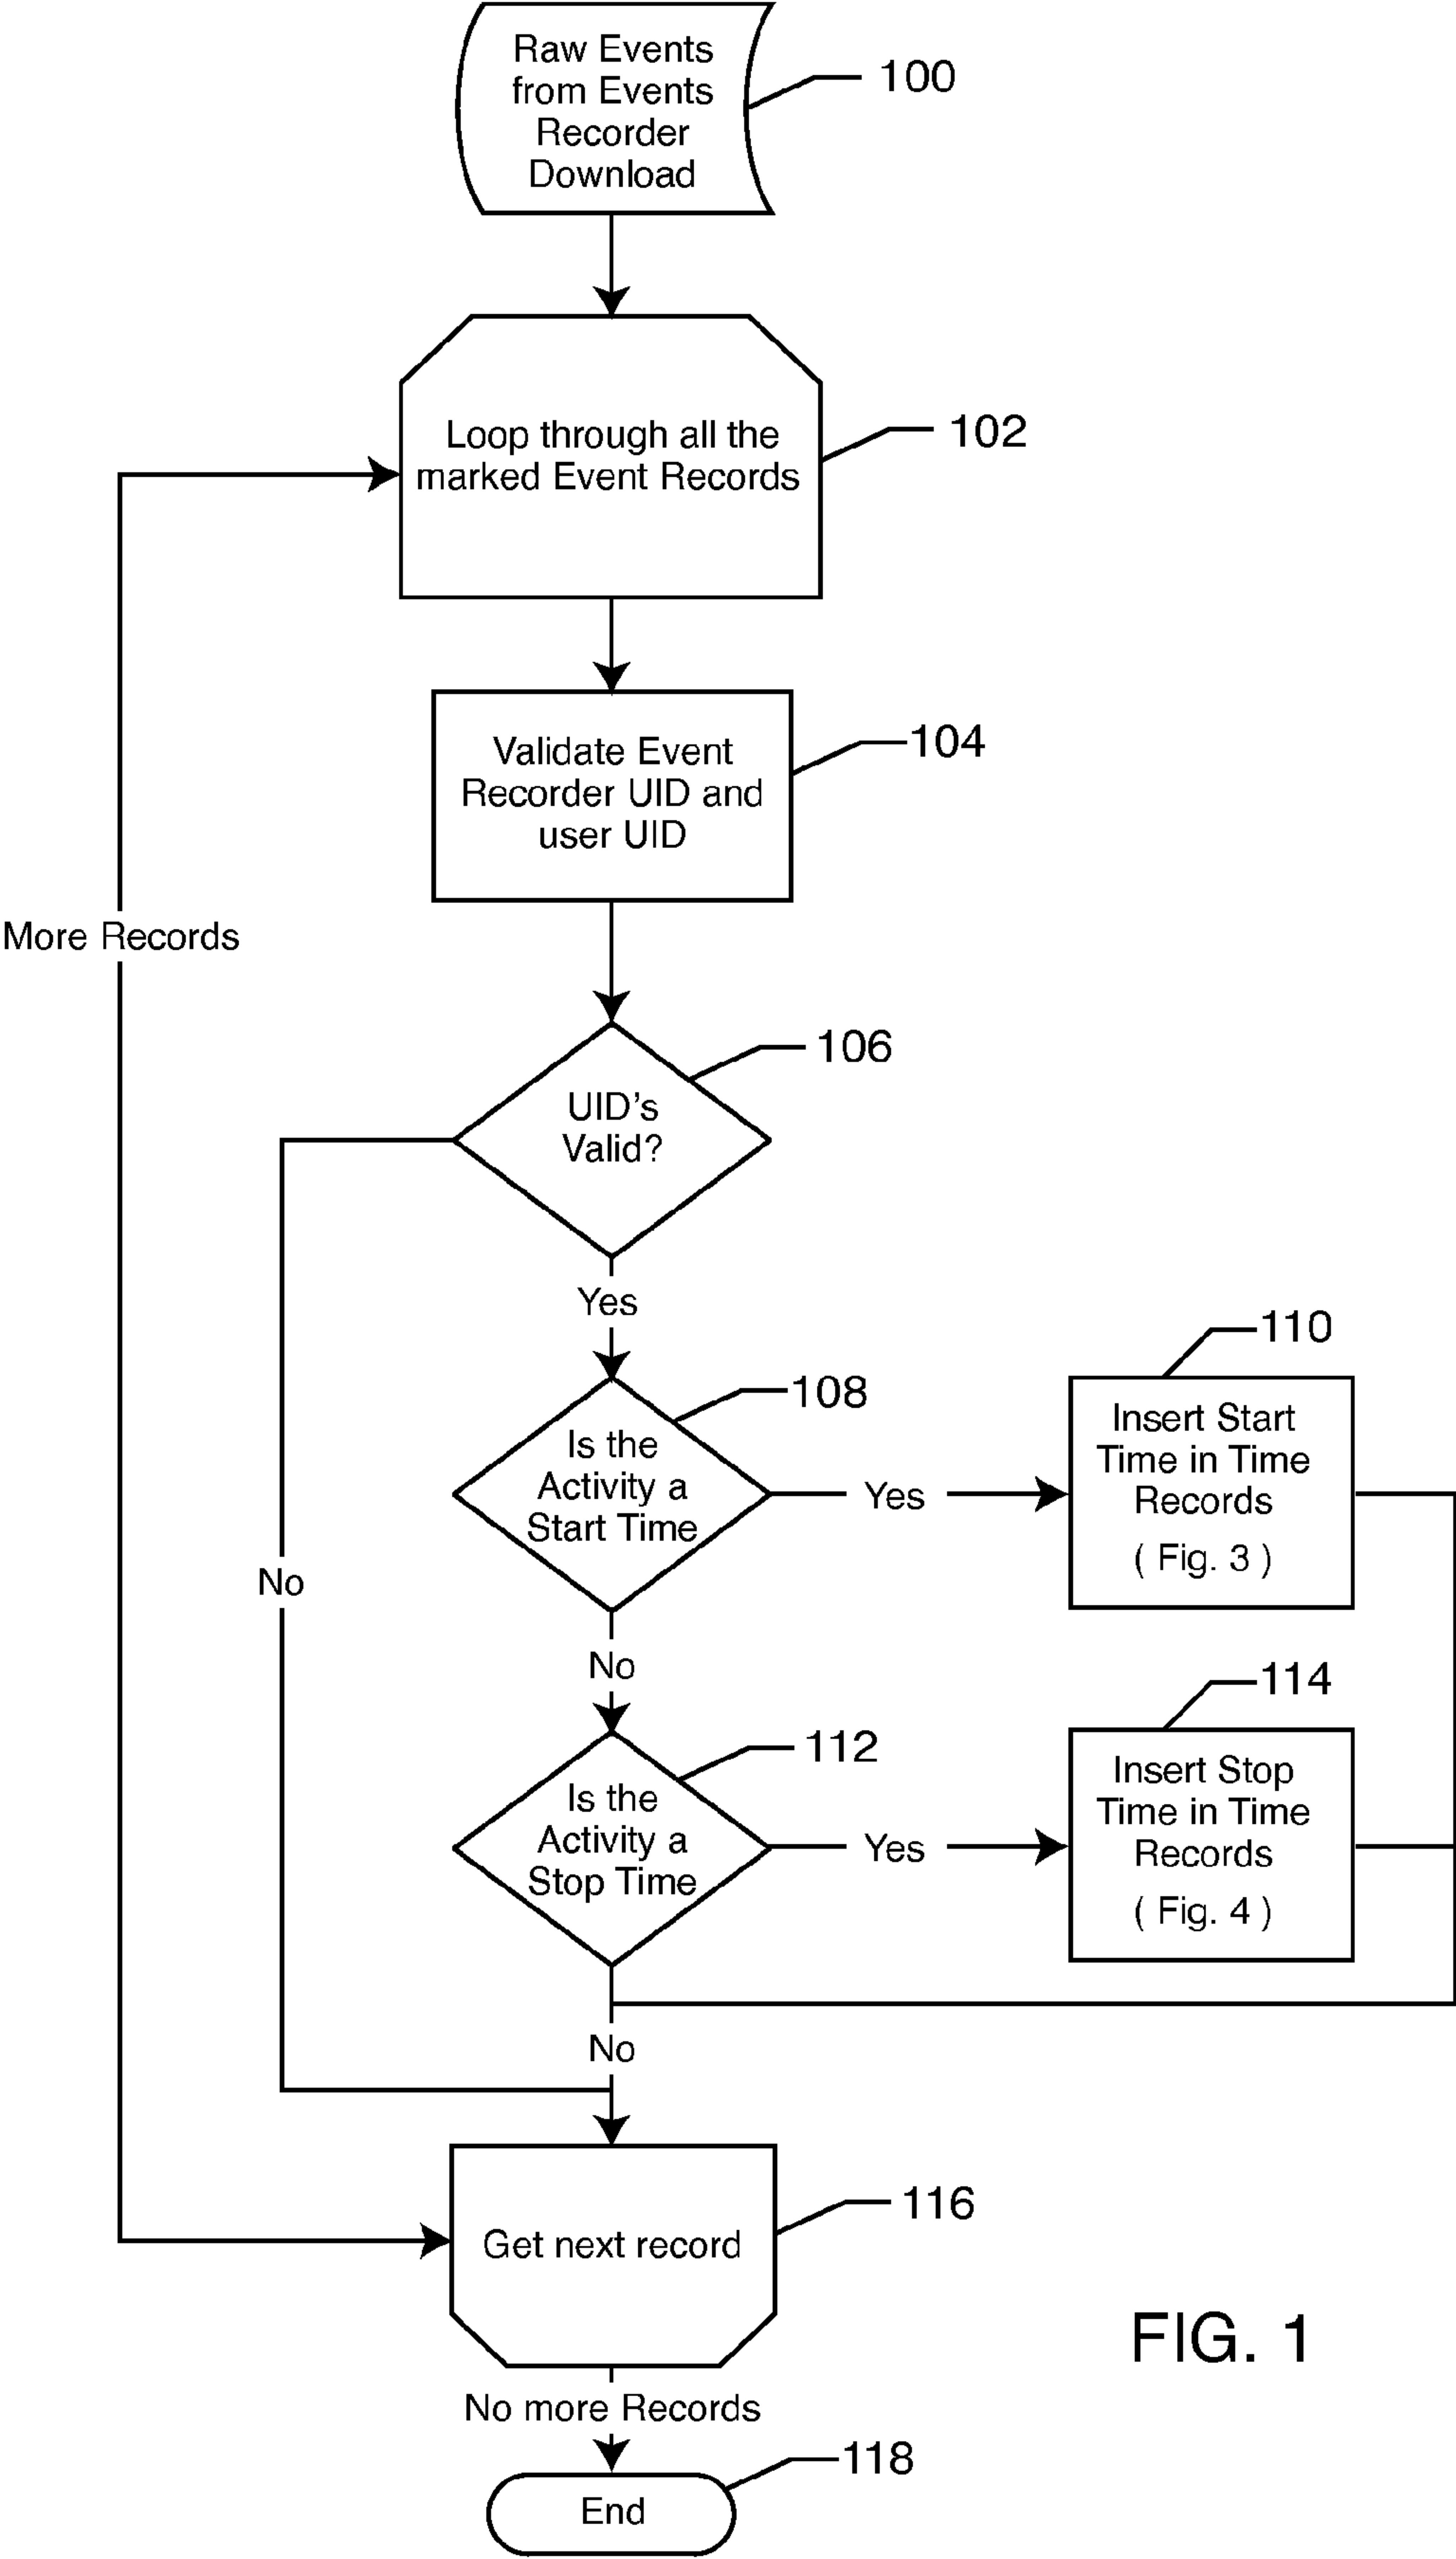 Raw Events
from Events
Recorder
Download
100
Loop through all the
marked Event Records
102
Validate Event
Recorder UID and
user UID
104
More Records
UID's
Valid?
106
Yes
No
Is the
Activity a
Start Time
108
Yes
Insert Start
Time in Time
Records
( Fig. 3 )
110
No
Is the
Activity a
Stop Time
112
Yes
Insert Stop
Time in Time
Records
( Fig. 4 )
114
No
Get next record
116
No more Records
End
118
FIG. 1